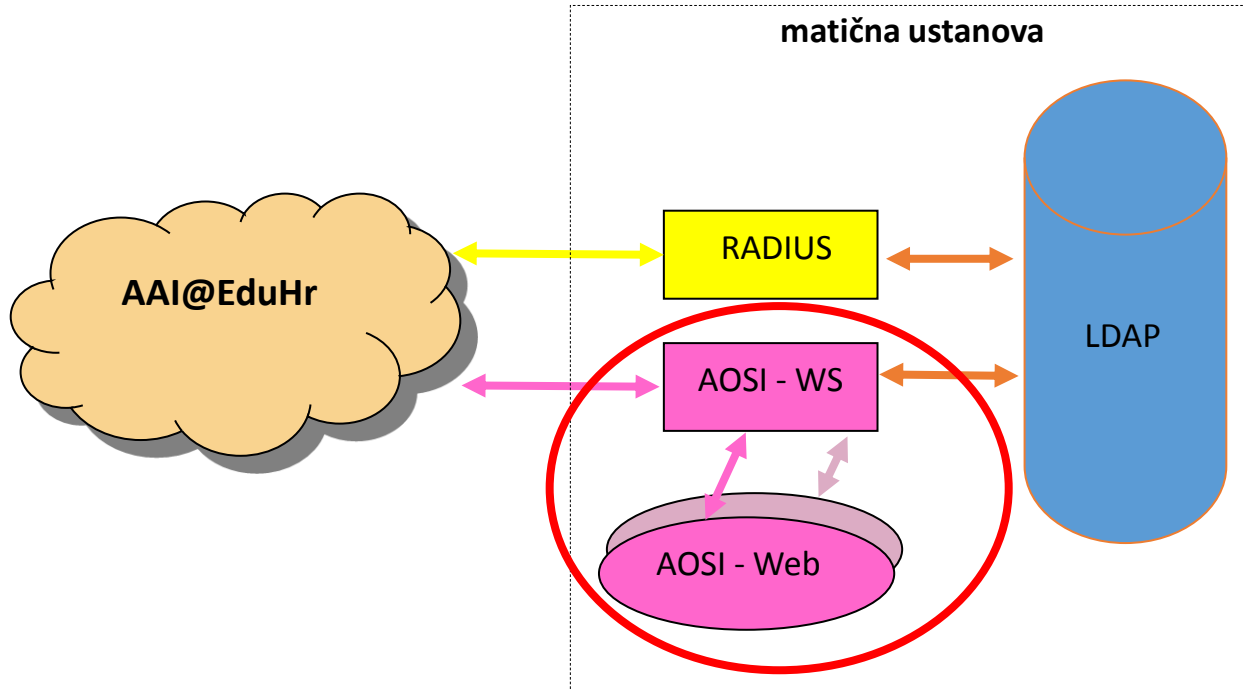 matična ustanova
RADIUS
AAI@EduHr
LDAP
AOSI - WS
AOSI - Web